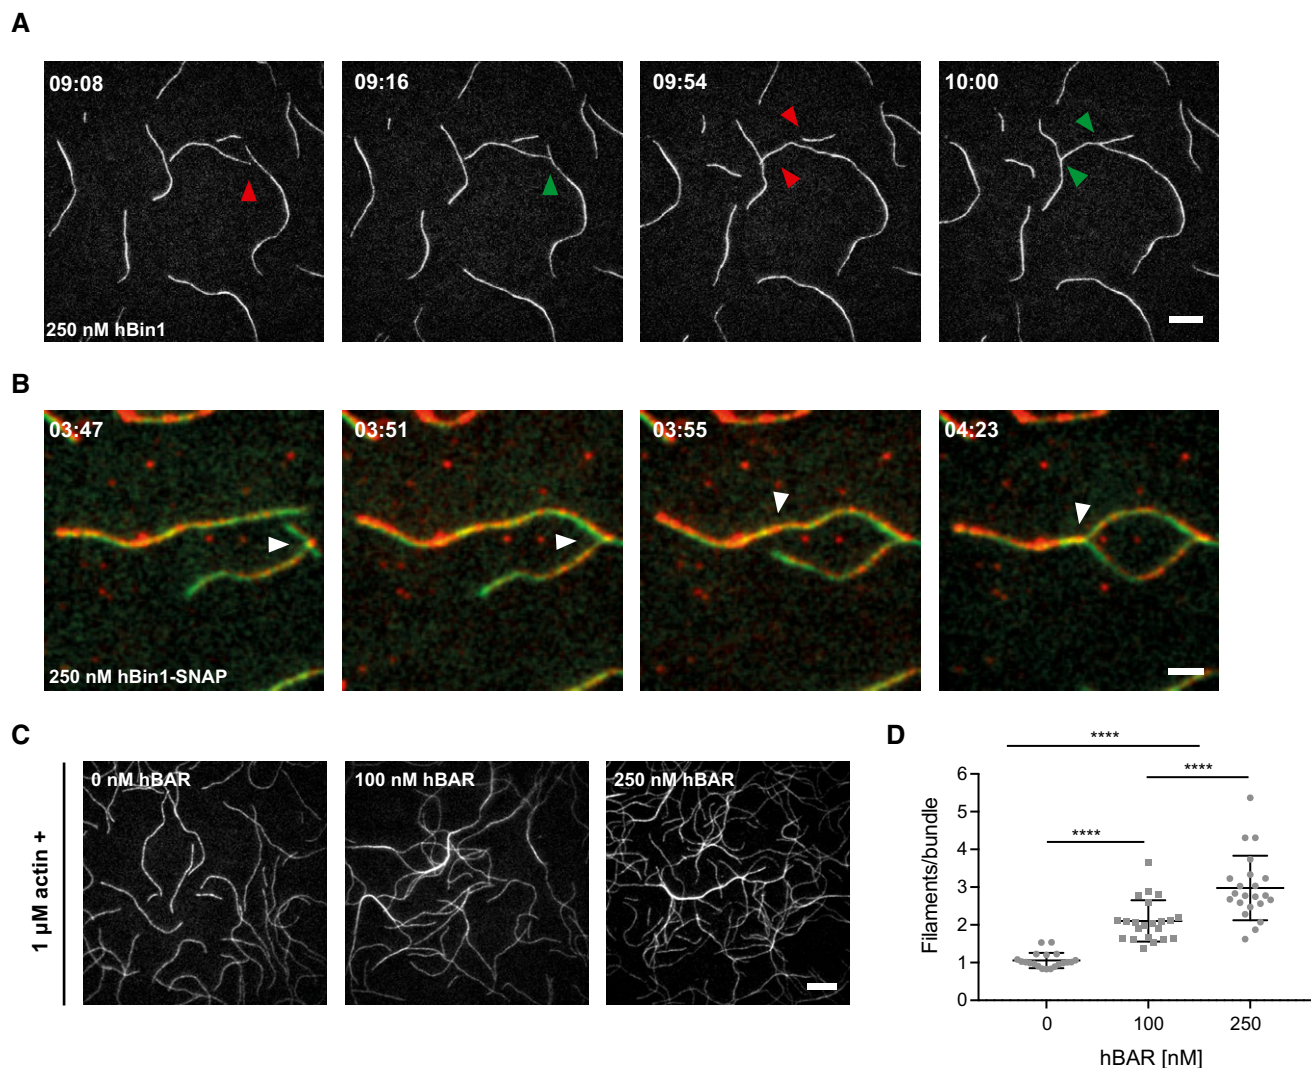 A
09:08
09:16
09:54
10:00
250 nM hBin1
B
03:47
03:51
03:55
04:23
250 nM hBin1-SNAP
C
1 µM actin +
0 nM hBAR
100 nM hBAR
250 nM hBAR
D
****
****
****
Filaments/bundle
6
5
4
3
2
1
0
0
100
250
hBAR [nM]